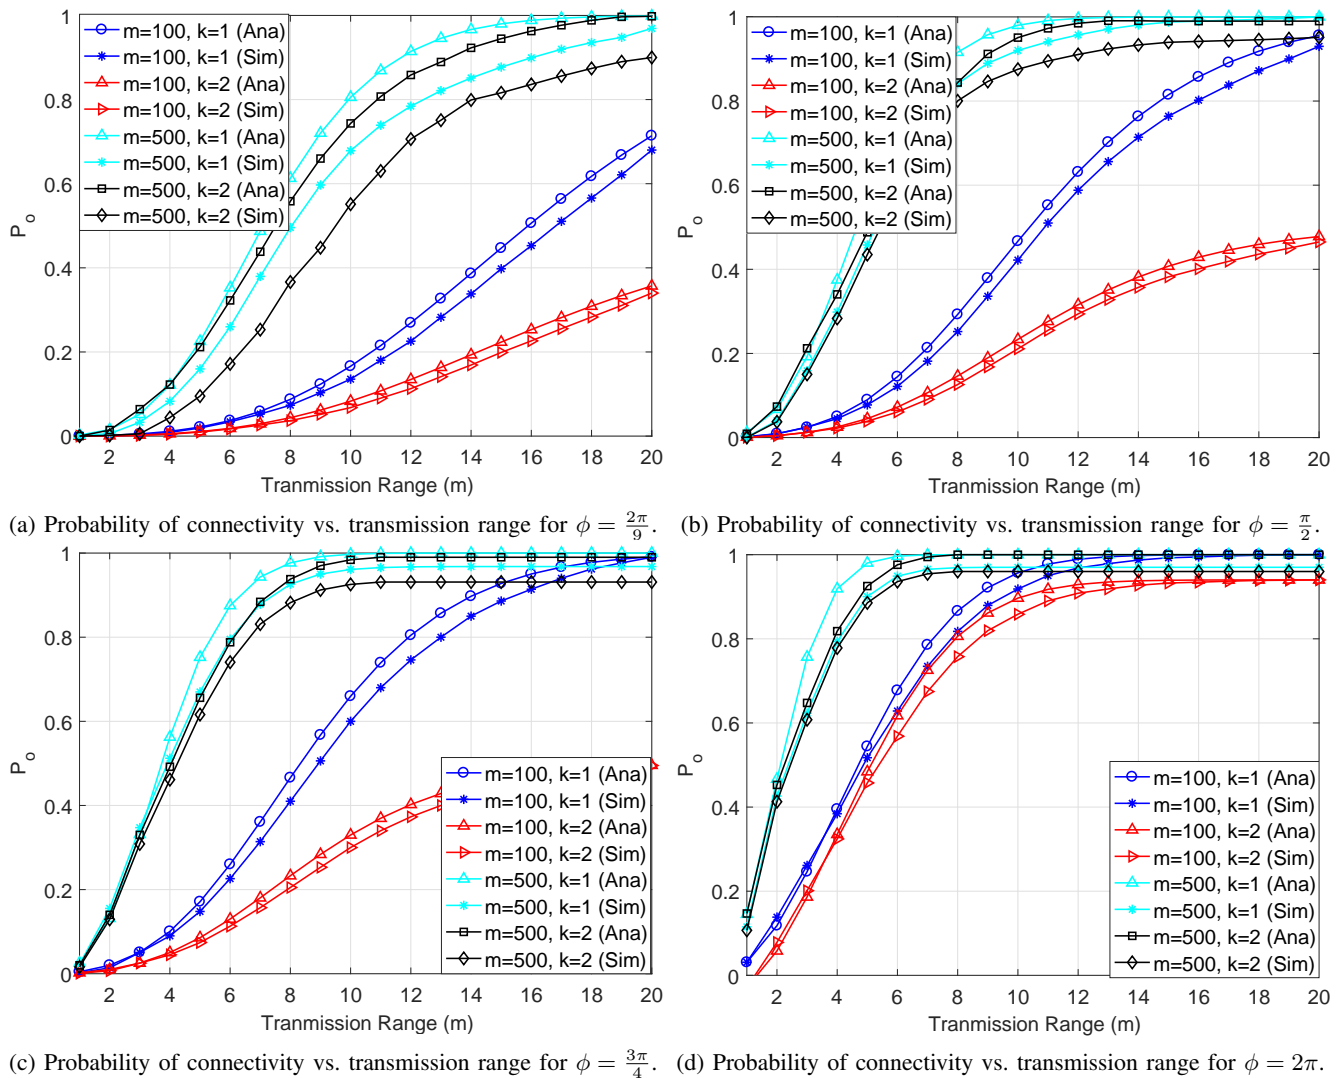 1
0.8
0.6
0.4
0.2
0
P_o
m=100, k=1 (Ana)
m=100, k=1 (Sim)
m=100, k=2 (Ana)
m=100, k=2 (Sim)
m=500, k=1 (Ana)
m=500, k=1 (Sim)
m=500, k=2 (Ana)
m=500, k=2 (Sim)
2 4 6 8 10 12 14 16 18 20
Tranmission Range (m)
(a) Probability of connectivity vs. transmission range for ϕ = 2π/9.
1
0.8
0.6
0.4
0.2
0
P_o
m=100, k=1 (Ana)
m=100, k=1 (Sim)
m=100, k=2 (Ana)
m=100, k=2 (Sim)
m=500, k=1 (Ana)
m=500, k=1 (Sim)
m=500, k=2 (Ana)
m=500, k=2 (Sim)
2 4 6 8 10 12 14 16 18 20
Tranmission Range (m)
(b) Probability of connectivity vs. transmission range for ϕ = π/2.
1
0.8
0.6
0.4
0.2
0
P_o
m=100, k=1 (Ana)
m=100, k=1 (Sim)
m=100, k=2 (Ana)
m=100, k=2 (Sim)
m=500, k=1 (Ana)
m=500, k=1 (Sim)
m=500, k=2 (Ana)
m=500, k=2 (Sim)
2 4 6 8 10 12 14 16 18 20
Tranmission Range (m)
(c) Probability of connectivity vs. transmission range for ϕ = 3π/4.
1
0.8
0.6
0.4
0.2
0
P_o
m=100, k=1 (Ana)
m=100, k=1 (Sim)
m=100, k=2 (Ana)
m=100, k=2 (Sim)
m=500, k=1 (Ana)
m=500, k=1 (Sim)
m=500, k=2 (Ana)
m=500, k=2 (Sim)
2 4 6 8 10 12 14 16 18 20
Tranmission Range (m)
(d) Probability of connectivity vs. transmission range for ϕ = 2π.